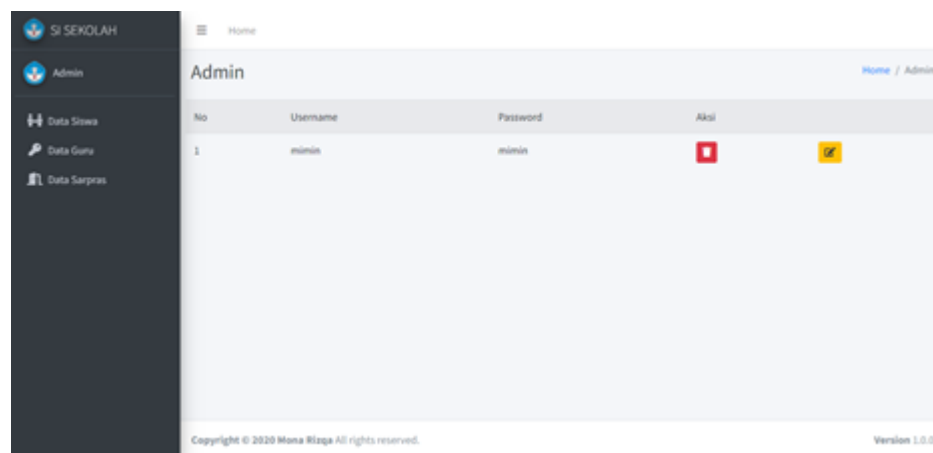 SI SEKOLAH
Home
Admin
Admin
Home / Admin
Data Siswa
Data Guru
Data Sarpras
No Username Password Aksi
1 mimin mimin
Copyright © 2020 Mona Rizqa All rights reserved.
Version 1.0.0